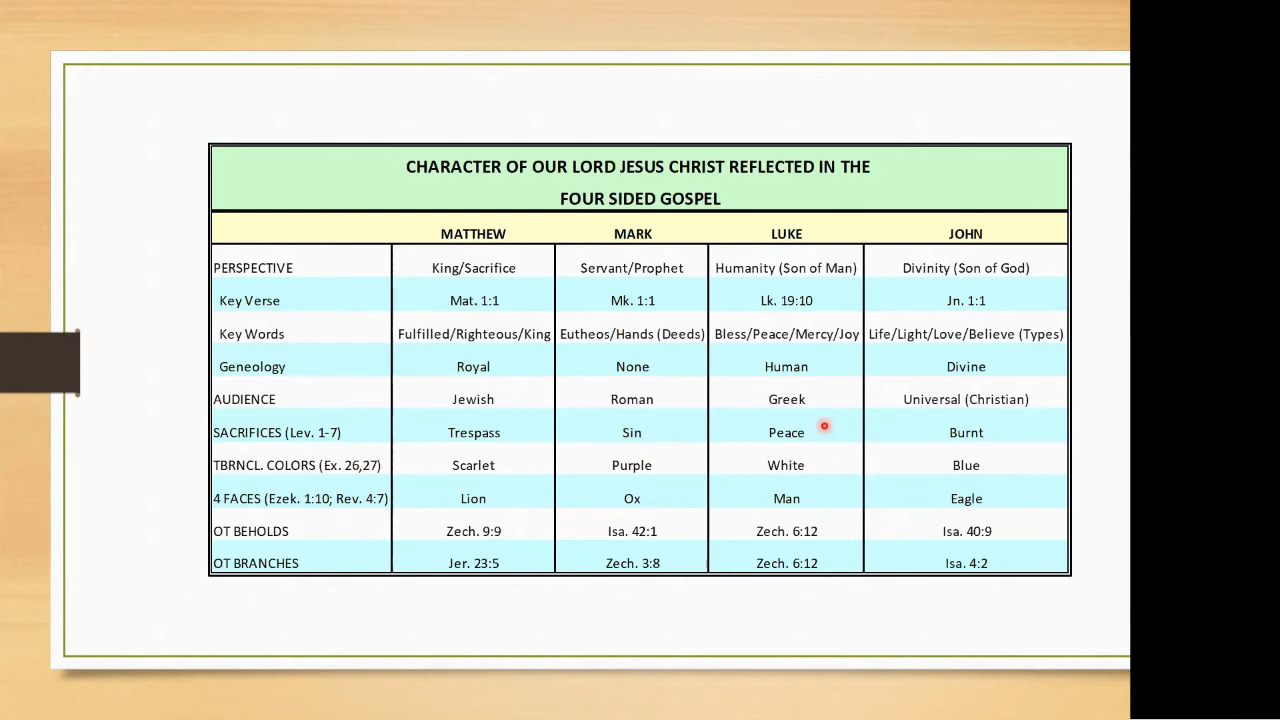 CHARACTER OF OUR LORD JESUS CHRIST REFLECTED IN THE
FOUR SIDED GOSPEL
MATTHEW MARK LUKE JOHN
PERSPECTIVE King/Sacrifice Servant/Prophet Humanity (Son of Man) Divinity (Son of God)
Key Verse Mat. 1:1 Mk. 1:1 Lk. 19:10 Jn. 1:1
Key Words Fulfilled/Righteous/King Eutheos/Hands (Deeds) Bless/Peace/Mercy/Joy Life/Light/Love/Believe (Types)
Geneology Royal None Human Divine
AUDIENCE Jewish Roman Greek Universal (Christian)
SACRIFICES (Lev. 1-7) Trespass Sin Peace Burnt
TBRNCL. COLORS (Ex. 26,27) Scarlet Purple White Blue
4 FACES (Ezek. 1:10; Rev. 4:7) Lion Ox Man Eagle
OT BEHOLDS Zech. 9:9 Isa. 42:1 Zech. 6:12 Isa. 40:9
OT BRANCHES Jer. 23:5 Zech. 3:8 Zech. 6:12 Isa. 4:2